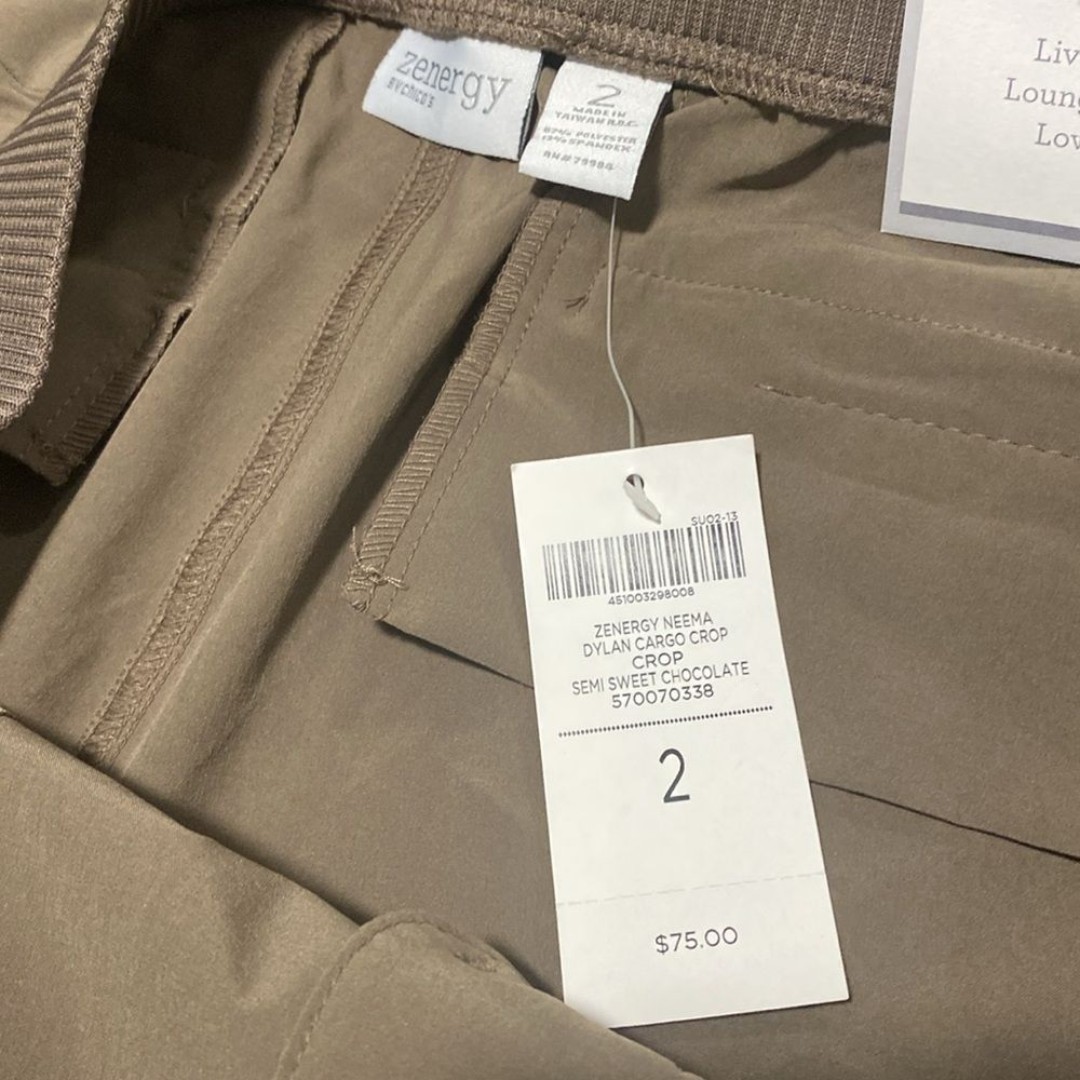 zenergy
BY CHICO'S
2
MADE IN
TAIWAN R.O.C.
87% POLYESTER
13% SPANDEX
RN# 79984
Liv
Loung
Lov
SU02-13
451003298008
ZENERGY NEEMA
DYLAN CARGO CROP
CROP
SEMI SWEET CHOCOLATE
570070338
2
$75.00